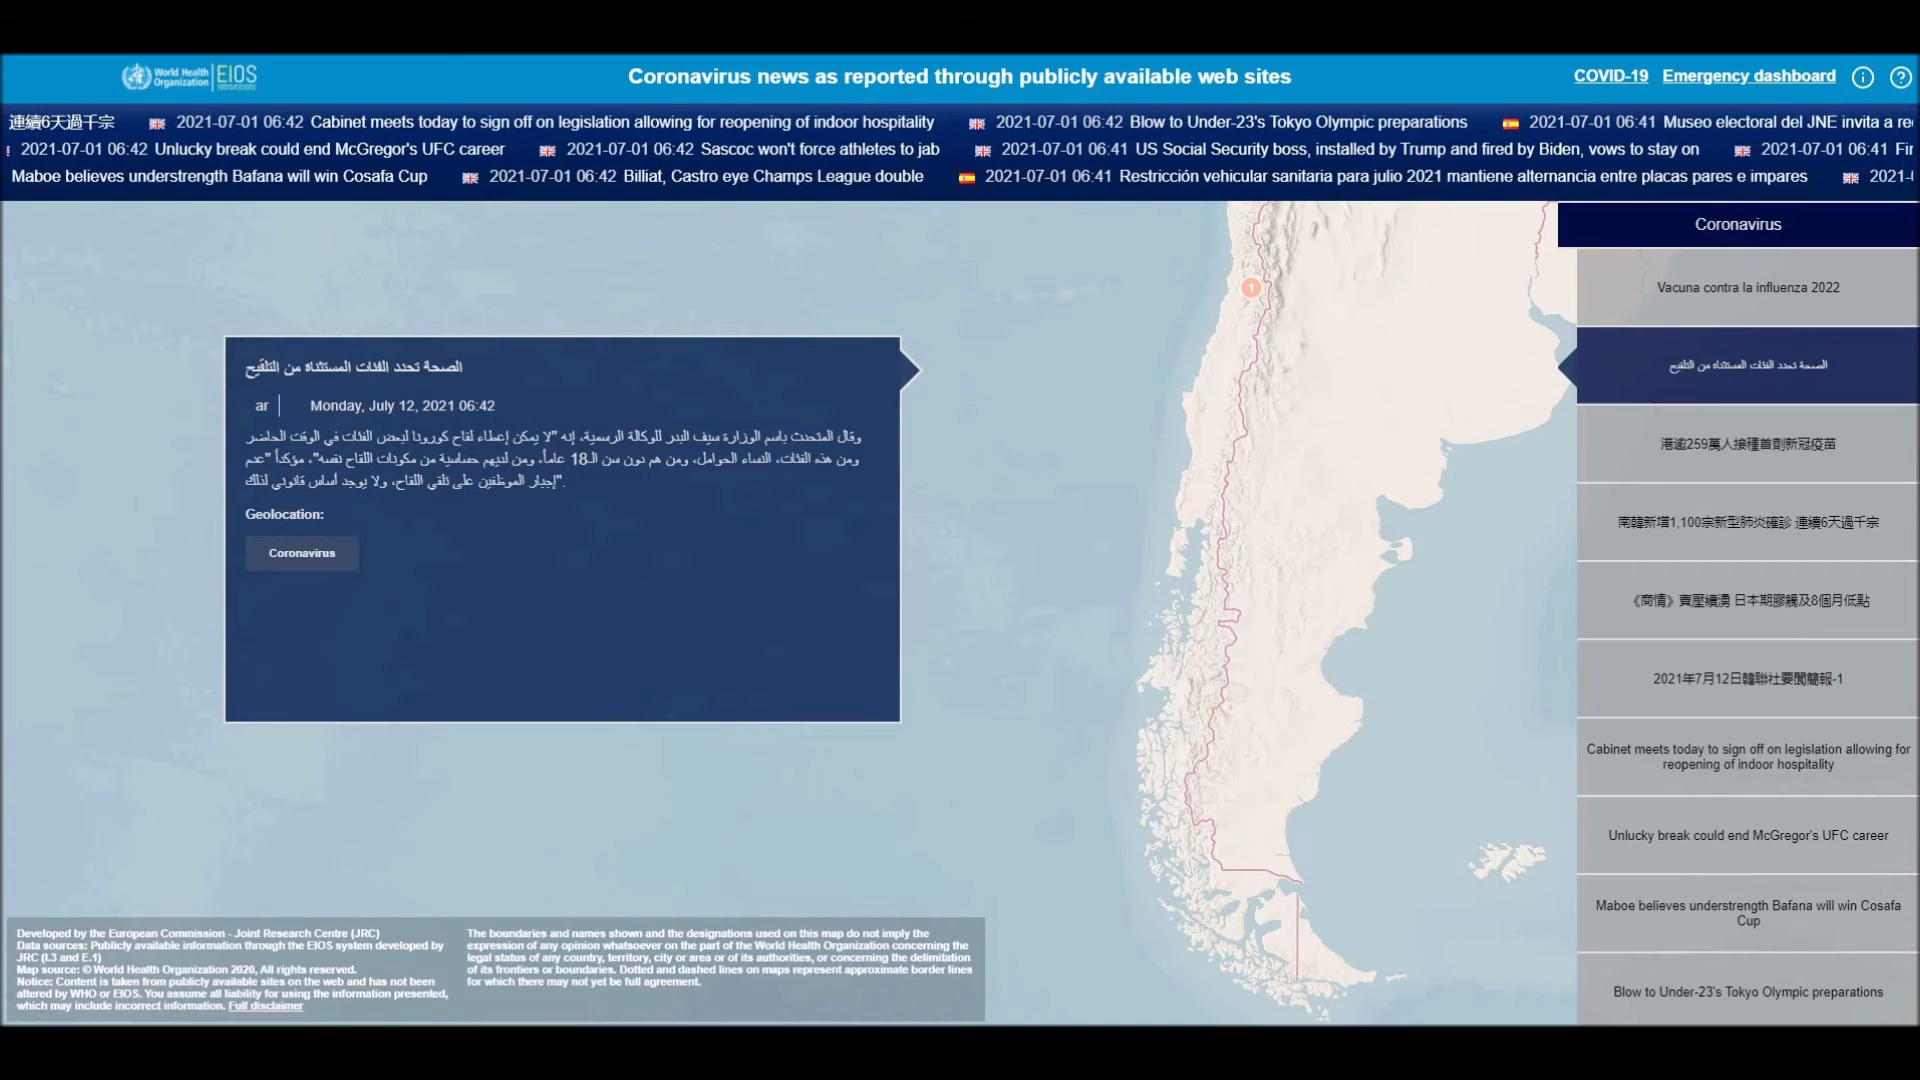 World Health Organization
EIOS
Coronavirus news as reported through publicly available web sites
COVID-19 Emergency dashboard
連續6天過千宗 2021-07-01 06:42 Cabinet meets today to sign off on legislation allowing for reopening of indoor hospitality 2021-07-01 06:42 Blow to Under-23's Tokyo Olympic preparations 2021-07-01 06:41 Museo electoral del JNE invita a
2021-07-01 06:42 Unlucky break could end McGregor's UFC career 2021-07-01 06:42 Sascoc won't force athletes to jab 2021-07-01 06:41 US Social Security boss, installed by Trump and fired by Biden, vows to stay on 2021-07-01 06:41
Maboe believes understrength Bafana will win Cosafa Cup 2021-07-01 06:42 Billiat, Castro eye Champs League double 2021-07-01 06:41 Restricción vehicular sanitaria para julio 2021 mantiene alternancia entre placas pares e impares 2021-
1
الصحة تحدد الفئات المستثناة من التلقيح
ar Monday, July 12, 2021 06:42
وقال المتحدث باسم الوزارة سيف البدر للوكالة الرسمية، إنه "لا يمكن إعطاء لقاح كورونا لبعض الفئات في الوقت الحاضر
ومن هذه الفئات، النساء الحوامل، ومن هم دون سن الـ18 عاماً، ومن لديهم حساسية من مكونات اللقاح نفسه"، مؤكداً "عدم
إجبار الموظفين على تلقي اللقاح، ولا يوجد أساس قانوني لذلك".
Geolocation:
Coronavirus
Coronavirus
Vacuna contra la influenza 2022
الصحة تحدد الفئات المستثناة من التلقيح
港逾259萬人接種首劑新冠疫苗
南韓新增1,100宗新型肺炎確診 連續6天過千宗
《商情》賣壓續湧 日本期膠觸及8個月低點
2021年7月12日韓聯社要聞簡報-1
Cabinet meets today to sign off on legislation allowing for
reopening of indoor hospitality
Unlucky break could end McGregor's UFC career
Maboe believes understrength Bafana will win Cosafa
Cup
Blow to Under-23's Tokyo Olympic preparations
Developed by the European Commission - Joint Research Centre (JRC)
Data sources: Publicly available information through the EIOS system developed by
JRC (I.3 and E.1)
Map source: © World Health Organization 2020, All rights reserved.
Notice: Content is taken from publicly available sites on the web and has not been
altered by WHO or EIOS. You assume all liability for using the information presented,
which may include incorrect information. Full disclaimer
The boundaries and names shown and the designations used on this map do not imply the
expression of any opinion whatsoever on the part of the World Health Organization concerning the
legal status of any country, territory, city or area or of its authorities, or concerning the delimitation
of its frontiers or boundaries. Dotted and dashed lines on maps represent approximate border lines
for which there may not yet be full agreement.